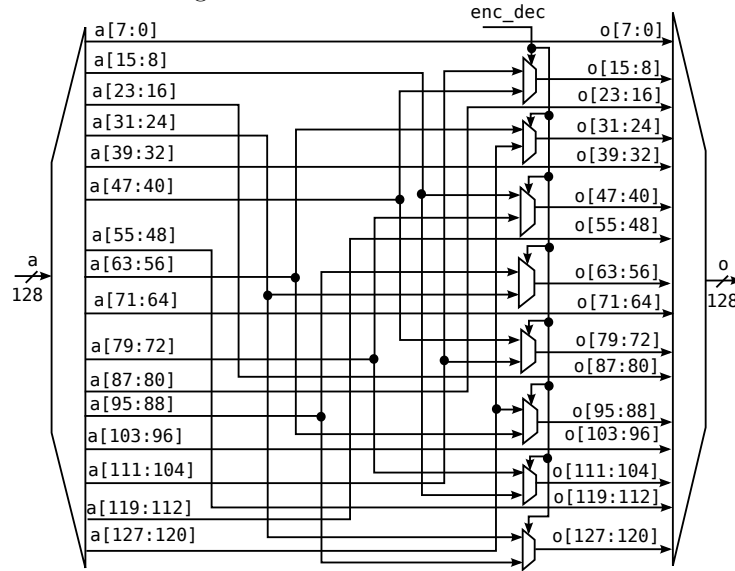 enc_dec
a[7:0]
o[7:0]
a[15:8]
o[15:8]
a[23:16]
o[23:16]
a[31:24]
o[31:24]
a[39:32]
o[39:32]
a[47:40]
o[47:40]
a[55:48]
o[55:48]
a
128
a[63:56]
o[63:56]
o
128
a[71:64]
o[71:64]
a[79:72]
o[79:72]
a[87:80]
o[87:80]
a[95:88]
o[95:88]
a[103:96]
o[103:96]
a[111:104]
o[111:104]
a[119:112]
o[119:112]
a[127:120]
o[127:120]